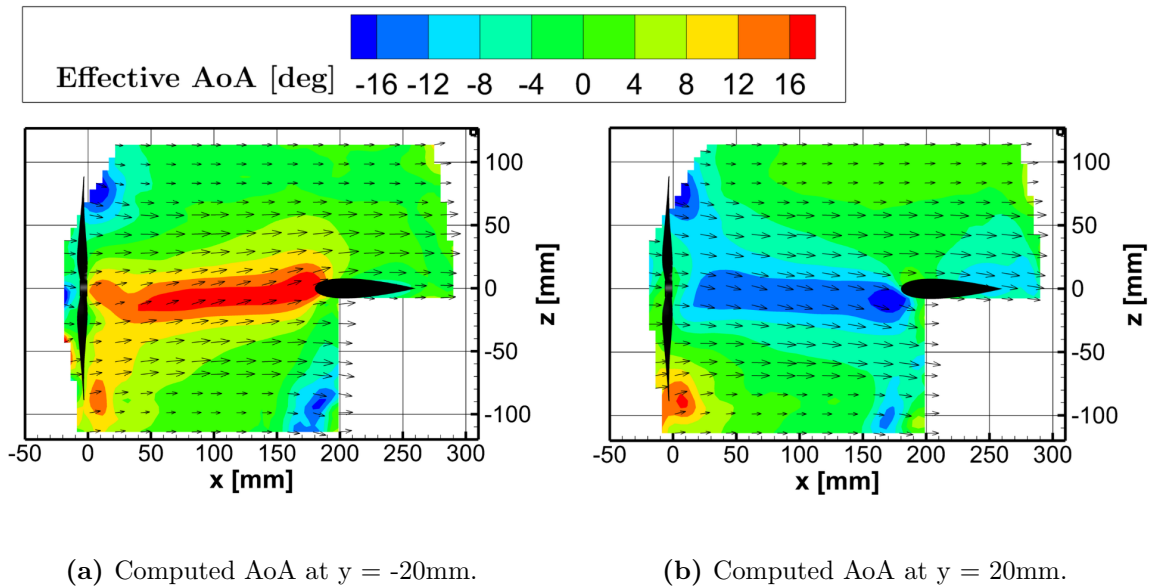 Effective AoA [deg] -16 -12 -8 -4 0 4 8 12 16
100
50
0
-50
-100
z [mm]
-50 0 50 100 150 200 250 300
x [mm]
100
50
0
-50
-100
z [mm]
-50 0 50 100 150 200 250 300
x [mm]
(a) Computed AoA at y = -20mm.
(b) Computed AoA at y = 20mm.